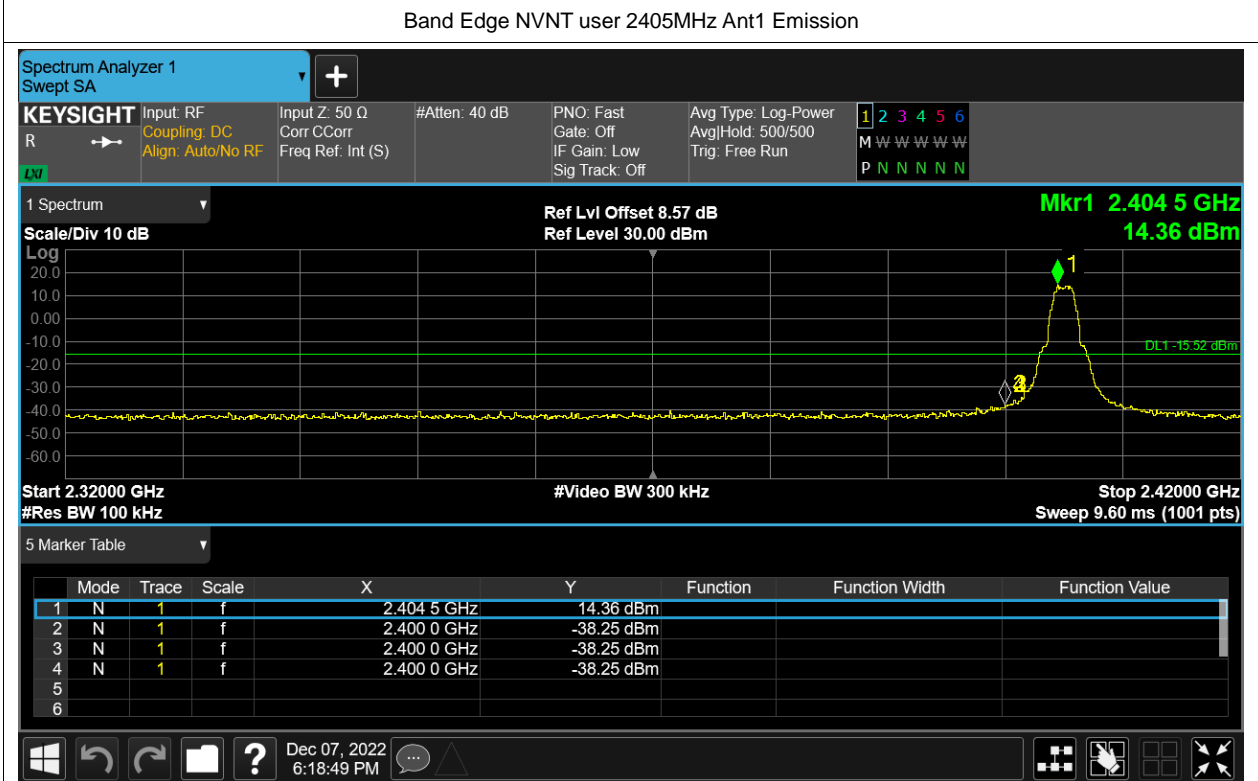 Band Edge NVNT user 2405MHz Ant1 Emission
Spectrum Analyzer 1
Swept SA
+
KEYSIGHT
R
LXI
Input: RF
Coupling: DC
Align: Auto/No RF
Input Z: 50 Ω
Corr CCorr
Freq Ref: Int (S)
#Atten: 40 dB
PNO: Fast
Gate: Off
IF Gain: Low
Sig Track: Off
Avg Type: Log-Power
Avg|Hold: 500/500
Trig: Free Run
1 2 3 4 5 6
M W W W W W
P N N N N N
1 Spectrum
Scale/Div 10 dB
Ref Lvl Offset 8.57 dB
Ref Level 30.00 dBm
Mkr1 2.404 5 GHz
14.36 dBm
Log
20.0
10.0
0.00
-10.0
-20.0
-30.0
-40.0
-50.0
-60.0
1
DL1 -15.52 dBm
Start 2.32000 GHz
#Res BW 100 kHz
#Video BW 300 kHz
Stop 2.42000 GHz
Sweep 9.60 ms (1001 pts)
5 Marker Table
Mode Trace Scale X Y Function Function Width Function Value
1 N 1 f 2.404 5 GHz 14.36 dBm
2 N 1 f 2.400 0 GHz -38.25 dBm
3 N 1 f 2.400 0 GHz -38.25 dBm
4 N 1 f 2.400 0 GHz -38.25 dBm
5
6
?
Dec 07, 2022
6:18:49 PM